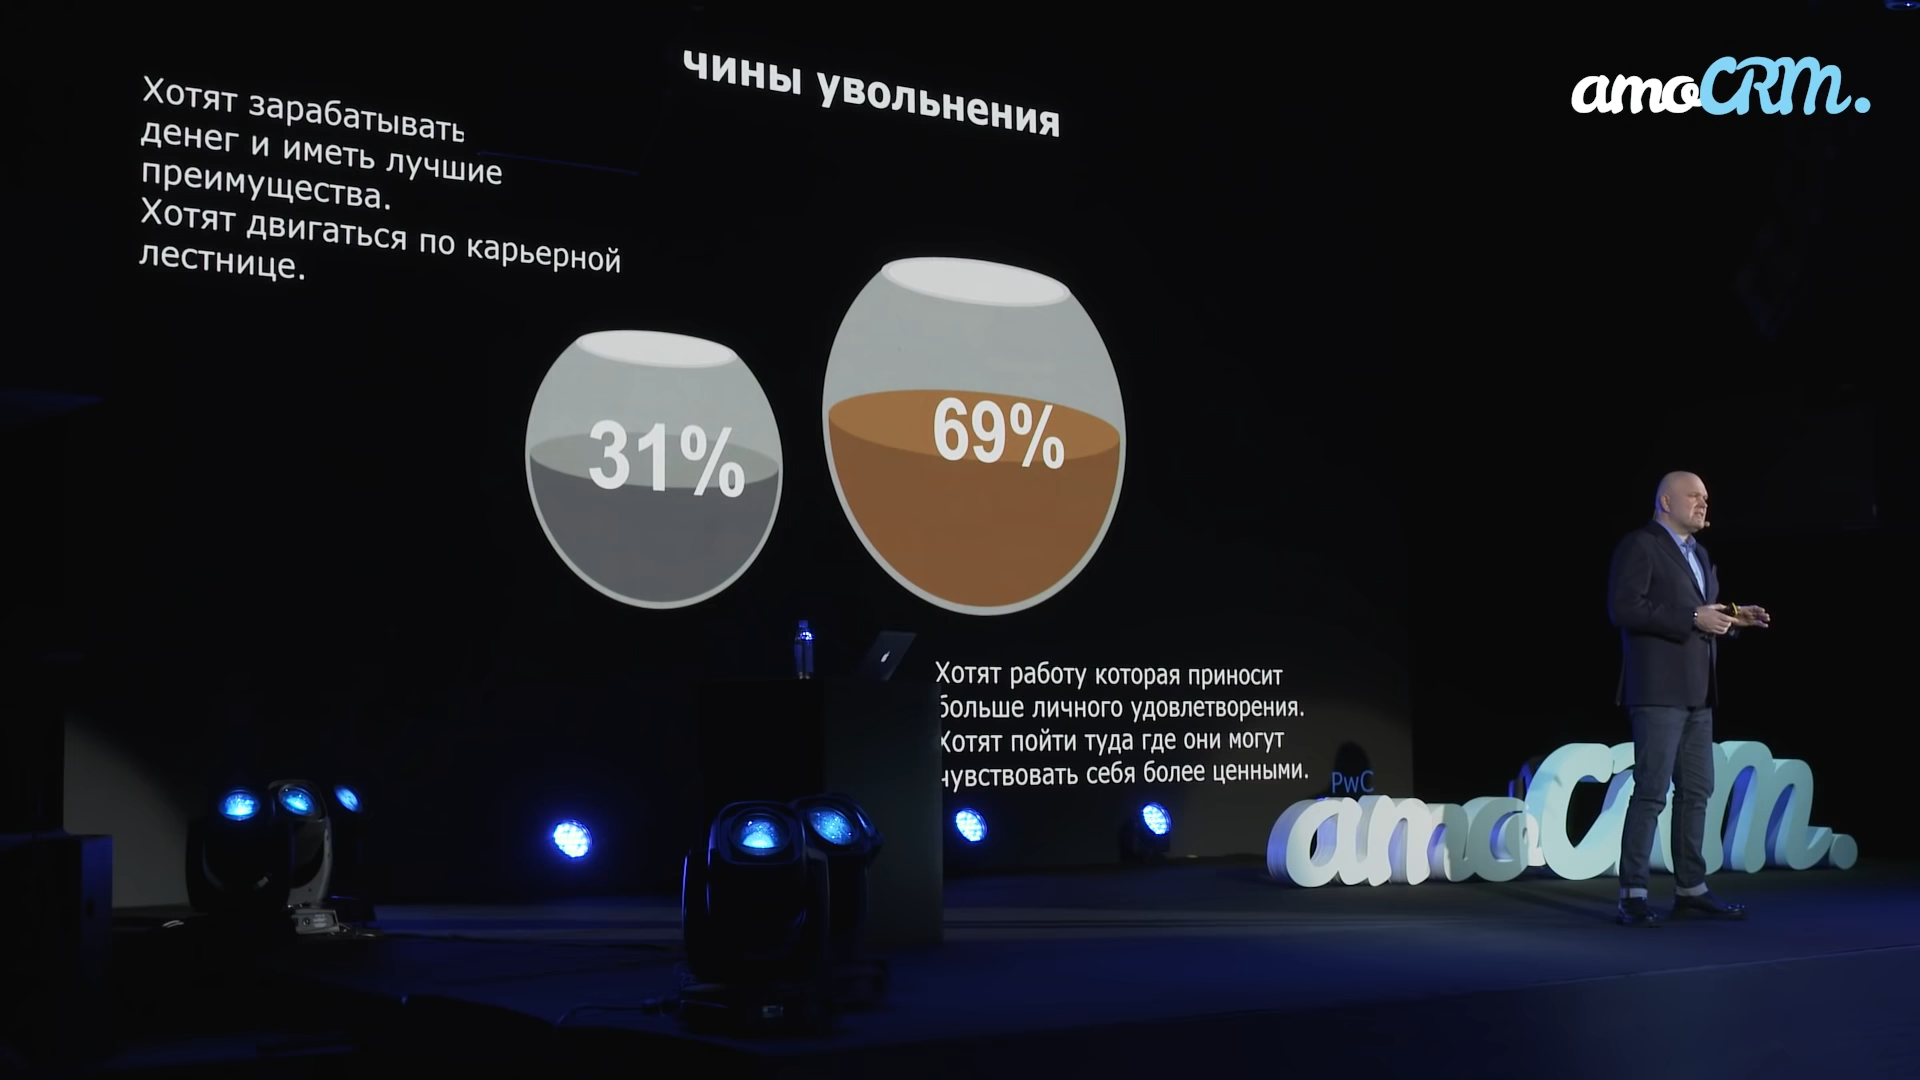 чины увольнения
amoCRM.
Хотят зарабатывать
денег и иметь лучшие
преимущества.
Хотят двигаться по карьерной
лестнице.
31%
69%
Хотят работу которая приносит
больше личного удовлетворения.
Хотят пойти туда где они могут
чувствовать себя более ценными.
PwC
amoCRM.